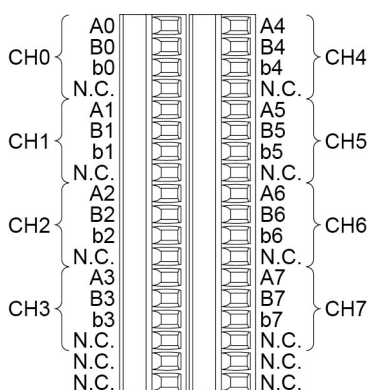 A0 A4
CH0 B0 B4 CH4
b0 b4
N.C. N.C.
A1 A5
CH1 B1 B5 CH5
b1 b5
N.C. N.C.
A2 A6
CH2 B2 B6 CH6
b2 b6
N.C. N.C.
A3 A7
CH3 B3 B7 CH7
b3 b7
N.C. N.C.
N.C. N.C.
N.C. N.C.